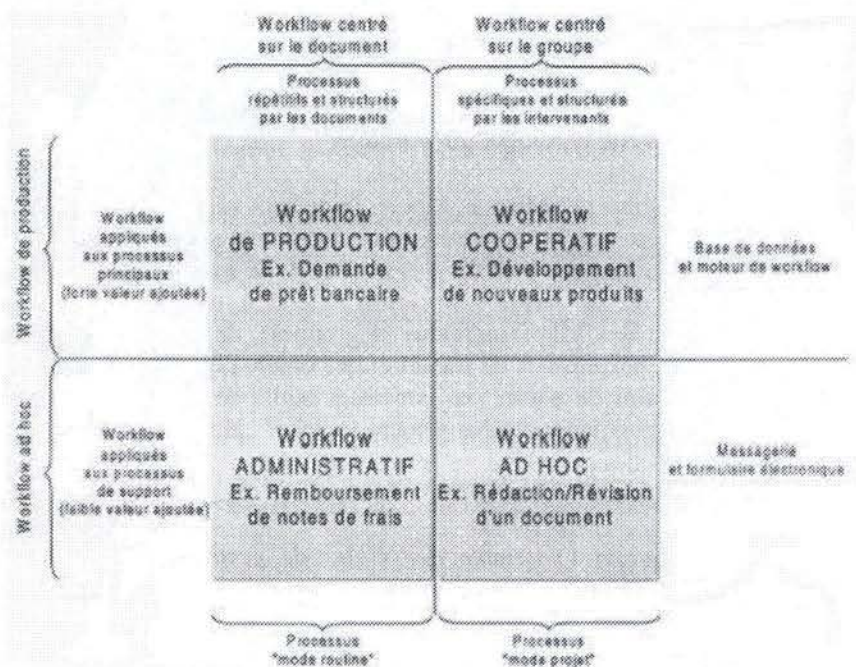 Workflow centré
sur le document
Workflow centré
sur le groupe
Processus
répétitifs et structurés
par les documents
Processus
spécifiques et structurés
par les intervenants
Workflow de production
Workflow
appliqués
aux processus
principaux
(forte valeur ajoutée)
Workflow
de PRODUCTION
Ex. Demande
de prêt bancaire
Workflow
COOPERATIF
Ex. Développement
de nouveaux produits
Base de données
et moteur de workflow
Workflow ad hoc
Workflow
appliqués
aux processus
de support
(faible valeur ajoutée)
Workflow
ADMINISTRATIF
Ex. Remboursement
de notes de frais
Workflow
AD HOC
Ex. Rédaction/Révision
d'un document
Messagerie
et formulaire électronique
Processus
"mode routine"
Processus
"mode projet"